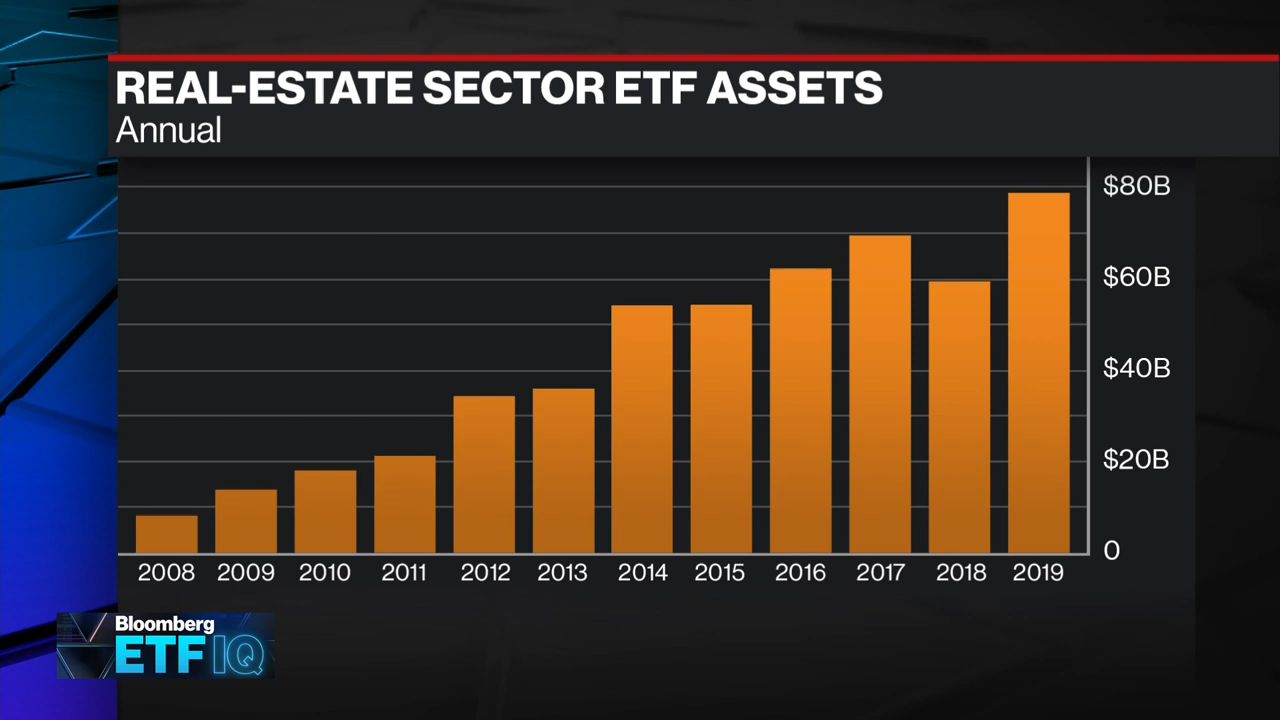 REAL-ESTATE SECTOR ETF ASSETS
Annual
$80B
$60B
$40B
$20B
0
2008 2009 2010 2011 2012 2013 2014 2015 2016 2017 2018 2019
Bloomberg
ETF IQ